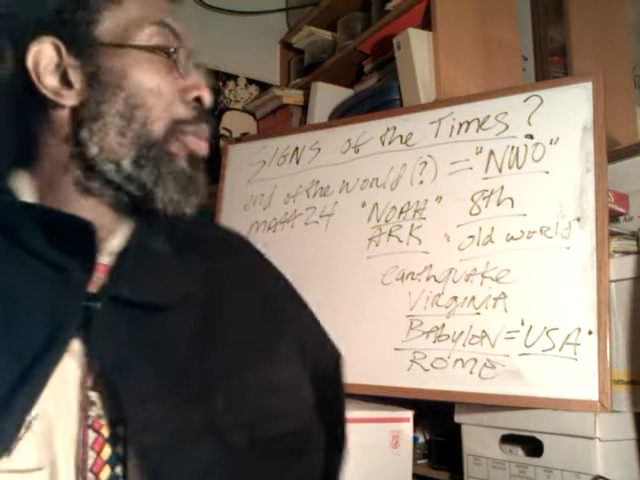 SIGNS of the Times?
end of the world(?) = "NWO"
MATT 24 "NOAH" 8th
ARK "old world"
earthquake
VIRGINIA
BABYLON = "USA"
ROME